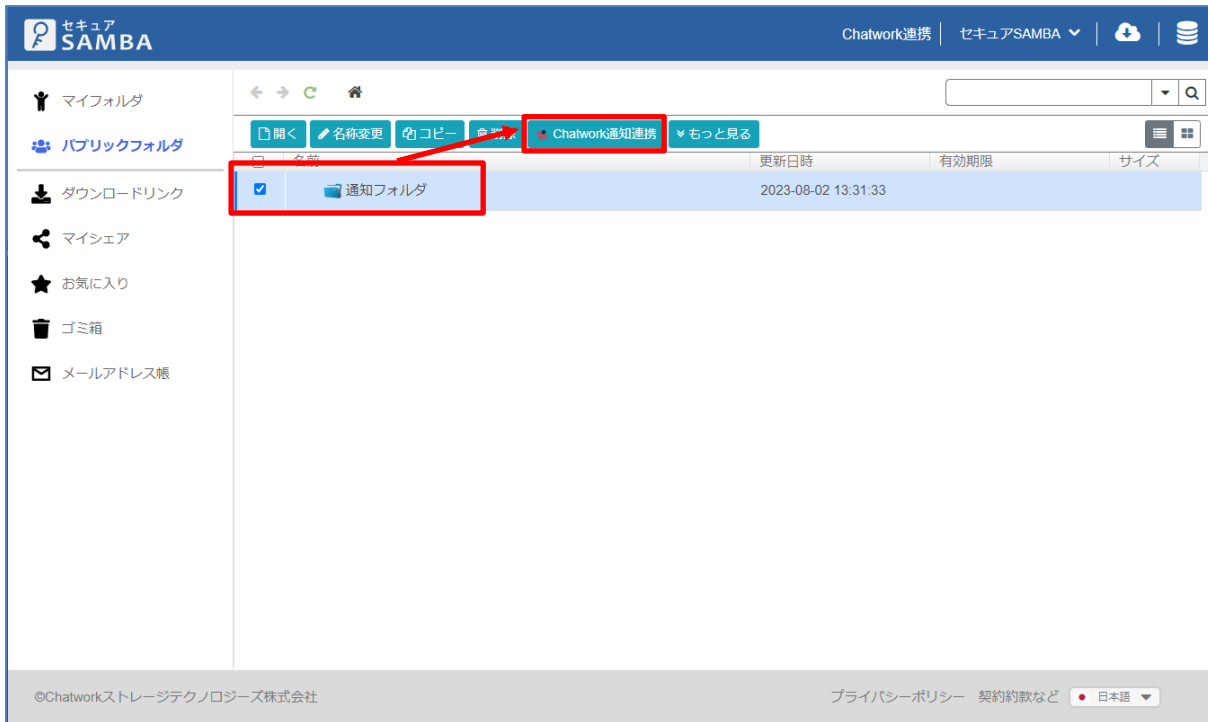 セキュア
SAMBA
Chatwork連携
セキュアSAMBA
マイフォルダ
パブリックフォルダ
ダウンロードリンク
マイシェア
お気に入り
ゴミ箱
メールアドレス帳
開く 名称変更 コピー 削除 Chatwork通知連携 もっと見る
名前 更新日時 有効期限 サイズ
通知フォルダ 2023-08-02 13:31:33
©Chatworkストレージテクノロジーズ株式会社
プライバシーポリシー 契約約款など 日本語